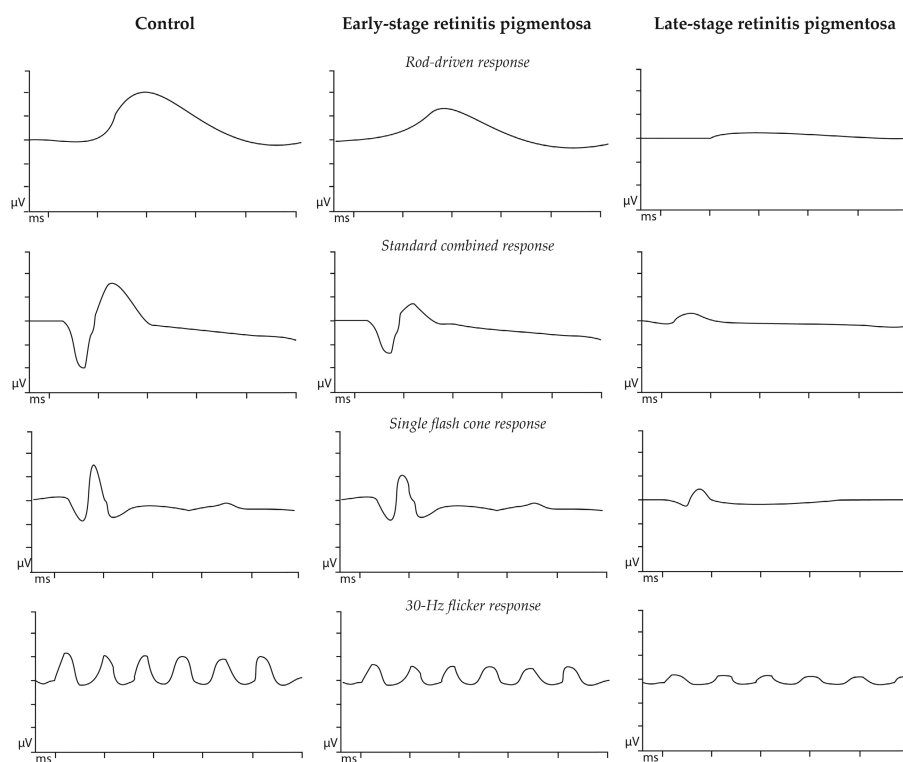 Control Early-stage retinitis pigmentosa Late-stage retinitis pigmentosa
Rod-driven response
µV µV µV
ms ms ms
Standard combined response
µV µV µV
ms ms ms
Single flash cone response
µV µV µV
ms ms ms
30-Hz flicker response
µV µV µV
ms ms ms